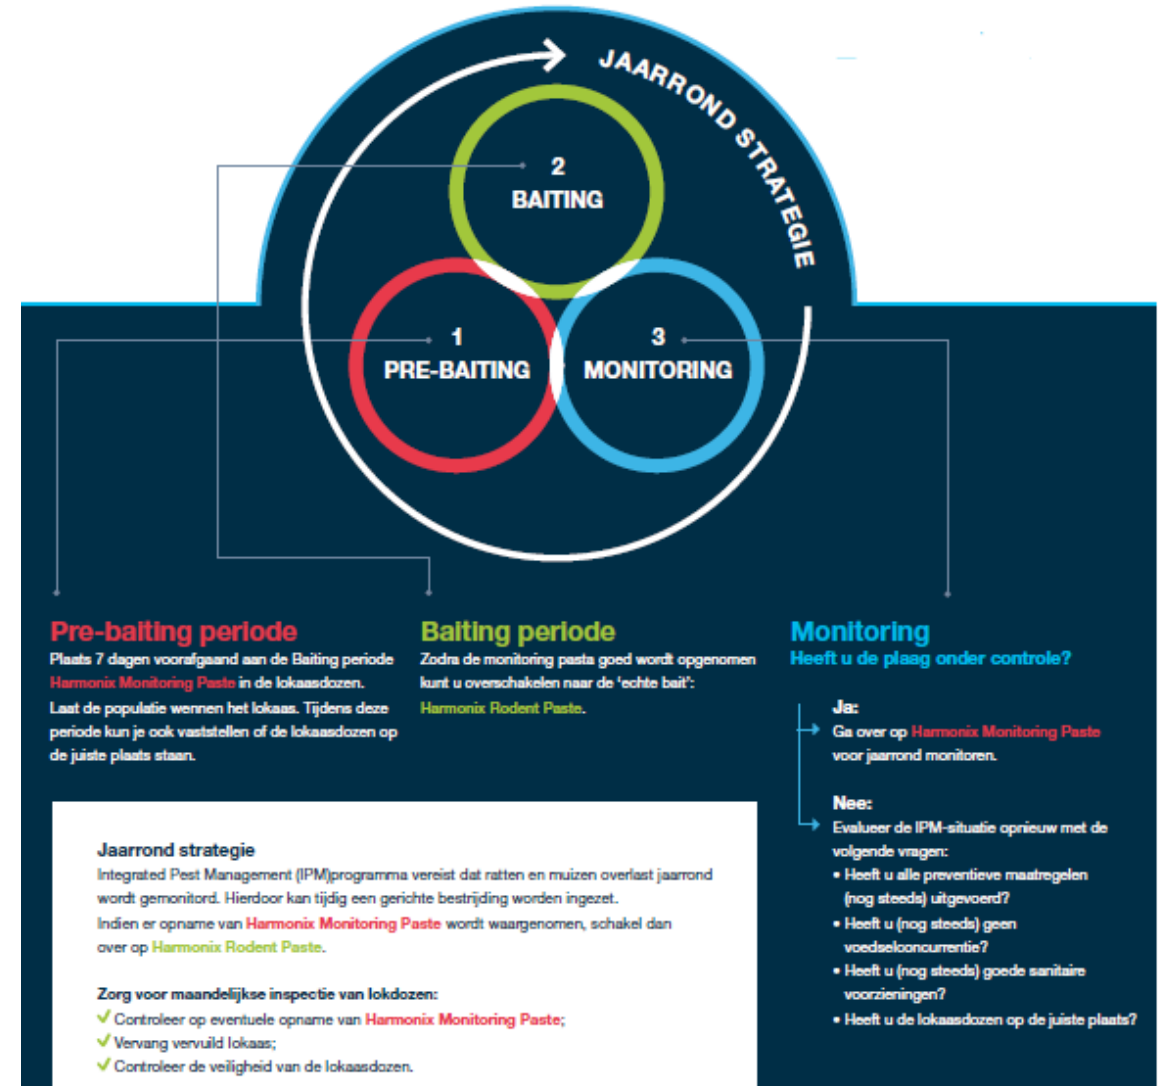 JAARROND STRATEGIE
2
BAITING
1
PRE-BAITING
3
MONITORING
Pre-baiting periode
Plaats 7 dagen voorafgaand aan de Baiting periode
Harmonix Monitoring Paste in de lokaasdozen.
Laat de populatie wennen het lokaas. Tijdens deze
periode kun je ook vaststellen of de lokaasdozen op
de juiste plaats staan.
Baiting periode
Zodra de monitoring pasta goed wordt opgenomen
kunt u overschakelen naar de ‘echte bait’:
Harmonix Rodent Paste.
Monitoring
Heeft u de plaag onder controle?
Ja:
Ga over op Harmonix Monitoring Paste
voor jaarrond monitoren.
Nee:
Evalueer de IPM-situatie opnieuw met de
volgende vragen:
• Heeft u alle preventieve maatregelen
(nog steeds) uitgevoerd?
• Heeft u (nog steeds) geen
voedselconcurrentie?
• Heeft u (nog steeds) goede sanitaire
voorzieningen?
• Heeft u de lokaasdozen op de juiste plaats?
Jaarrond strategie
Integrated Pest Management (IPM)programma vereist dat ratten en muizen overlast jaarrond
wordt gemonitord. Hierdoor kan tijdig een gerichte bestrijding worden ingezet.
Indien er opname van Harmonix Monitoring Paste wordt waargenomen, schakel dan
over op Harmonix Rodent Paste.
Zorg voor maandelijkse inspectie van lokdozen:
✓ Controleer op eventuele opname van Harmonix Monitoring Paste;
✓ Vervang vervuild lokaas;
✓ Controleer de veiligheid van de lokaasdozen.